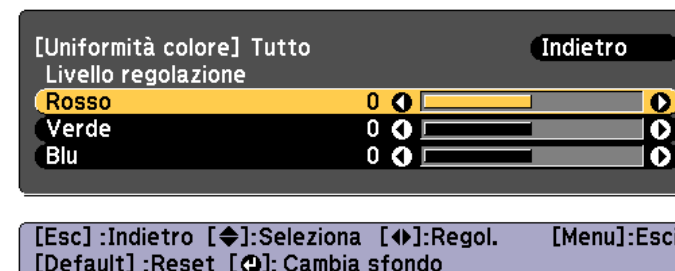 [Uniformità colore] Tutto Indietro
Livello regolazione
Rosso 0
Verde 0
Blu 0
[Esc] :Indietro [◆]:Seleziona [◆]:Regol. [Menu]:Esci
[Default] :Reset [⏎]: Cambia sfondo